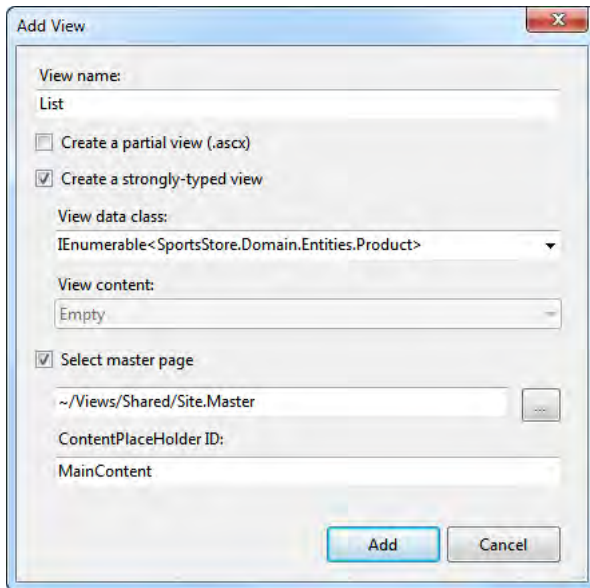 Add View
View name:
List
Create a partial view (.ascx)
Create a strongly-typed view
View data class:
IEnumerable<SportsStore.Domain.Entities.Product>
View content:
Empty
Select master page
~/Views/Shared/Site.Master
...
ContentPlaceHolder ID:
MainContent
Add Cancel